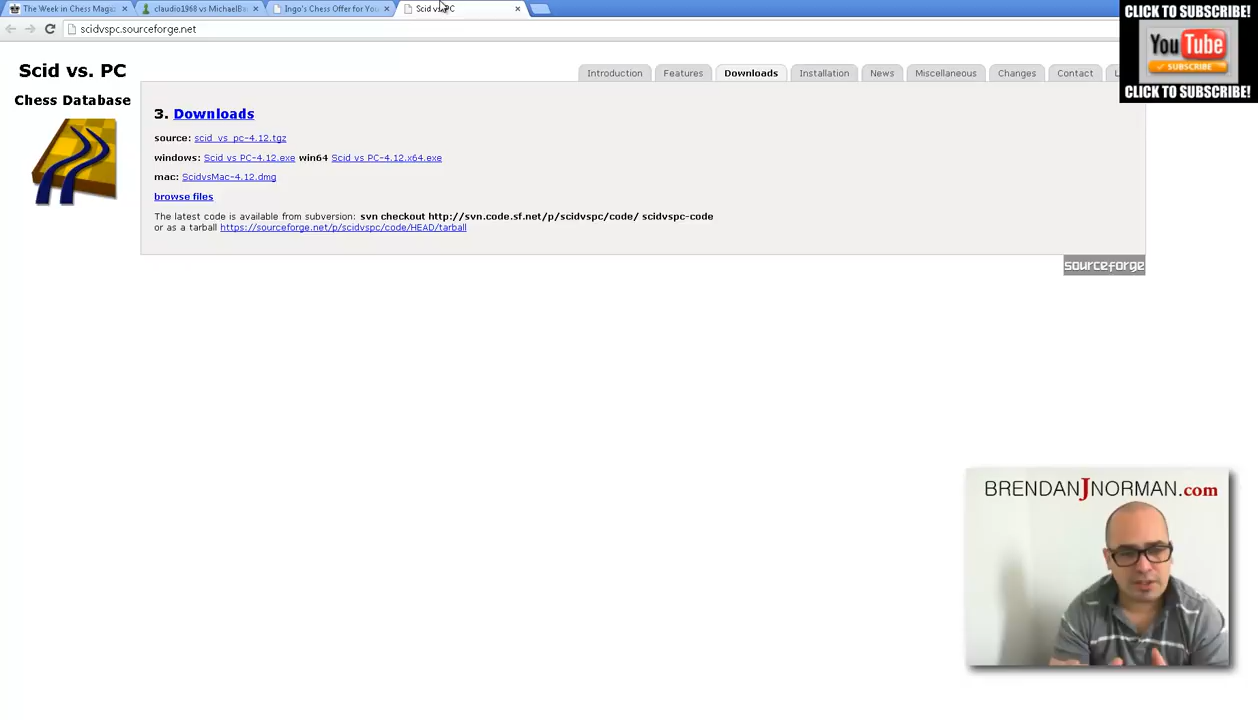 The Week in Chess Maga
claudio1968 vs MichaelBo
Ingo's Chess Offer for You
Scid vs. PC
scidvspc.sourceforge.net
CLICK TO SUBSCRIBE!
You Tube
SUBSCRIBE
CLICK TO SUBSCRIBE!
Scid vs. PC
Chess Database
Introduction
Features
Downloads
Installation
News
Miscellaneous
Changes
Contact
L
3. Downloads
source: scid_vs_pc-4.12.tgz
windows: Scid vs PC-4.12.exe win64 Scid vs PC-4.12.x64.exe
mac: ScidvsMac-4.12.dmg
browse files
The latest code is available from subversion: svn checkout http://svn.code.sf.net/p/scidvspc/code/ scidvspc-code
or as a tarball https://sourceforge.net/p/scidvspc/code/HEAD/tarball
sourceforge
BRENDANJNORMAN.com